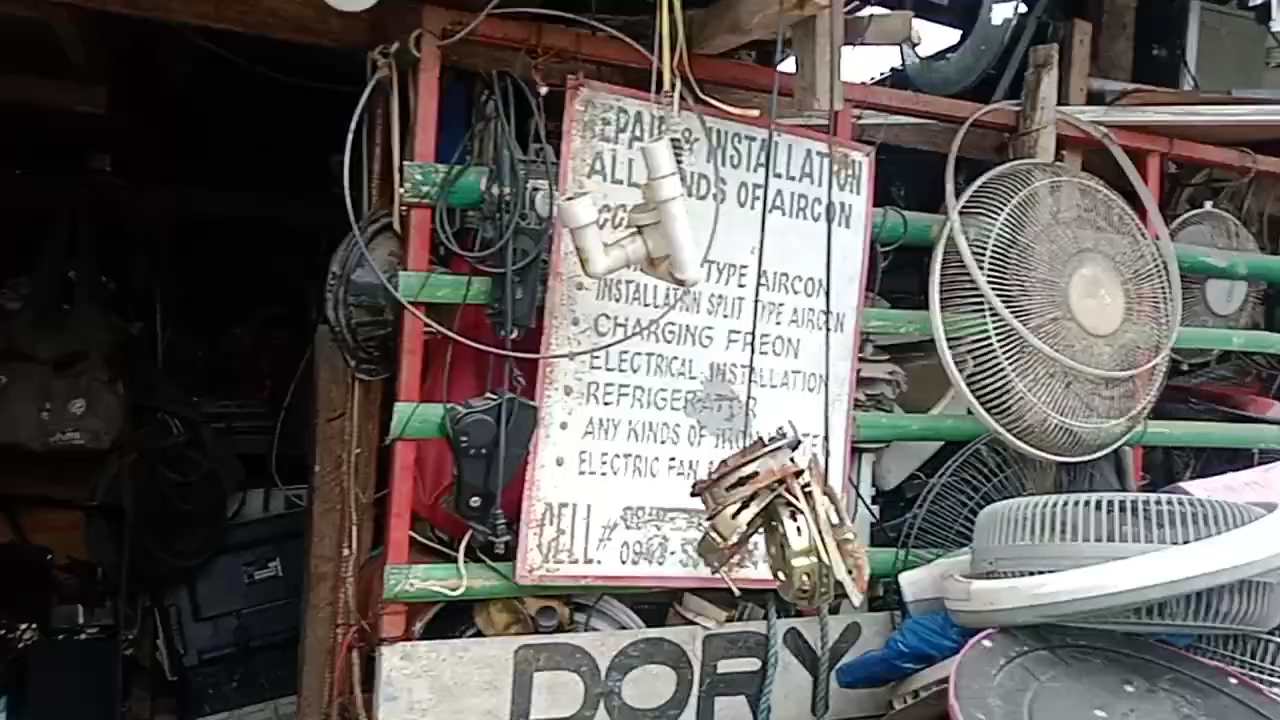 REPAIR & INSTALLATION
ALL KINDS OF AIRCON
TYPE AIRCON
• INSTALLATION SPLIT TYPE AIRCON
• CHARGING FREON
• ELECTRICAL INSTALLATION
• REFRIGERATOR
• ANY KINDS OF
• ELECTRIC FAN
CELL#
DORY